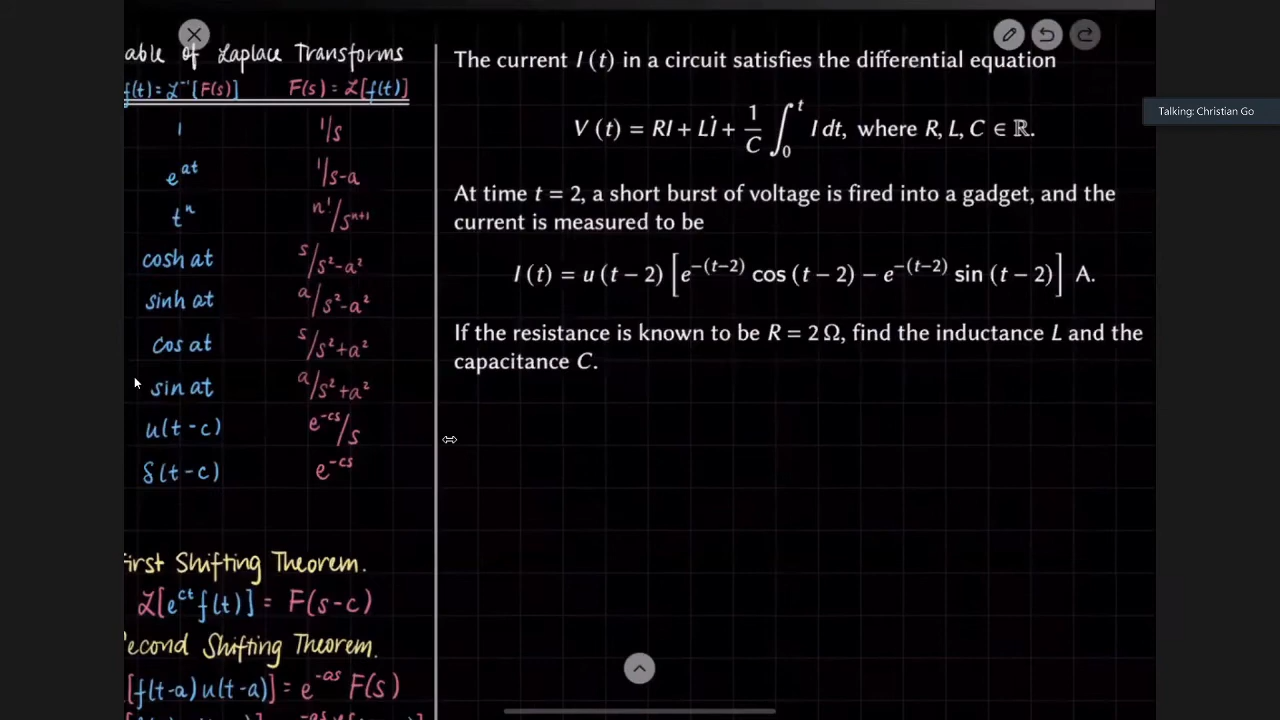 able of Laplace Transforms
f(t) = ℒ⁻¹[F(s)] F(s) = ℒ[f(t)]
1 1/s
e^{at} 1/s-a
t^n n!/s^{n+1}
cosh at s/s²-a²
sinh at a/s²-a²
cos at s/s²+a²
sin at a/s²+a²
u(t-c) e^{-cs}/s
δ(t-c) e^{-cs}
First Shifting Theorem.
ℒ[e^{ct} f(t)] = F(s-c)
Second Shifting Theorem.
[f(t-a) u(t-a)] = e^{-as} F(s)
The current I (t) in a circuit satisfies the differential equation
V (t) = RI + Lİ + 1/C ∫₀ᵗ I dt, where R, L, C ∈ ℝ.
At time t = 2, a short burst of voltage is fired into a gadget, and the
current is measured to be
I (t) = u (t − 2) [e^{−(t−2)} cos (t − 2) − e^{−(t−2)} sin (t − 2)] A.
If the resistance is known to be R = 2 Ω, find the inductance L and the
capacitance C.
Talking: Christian Go